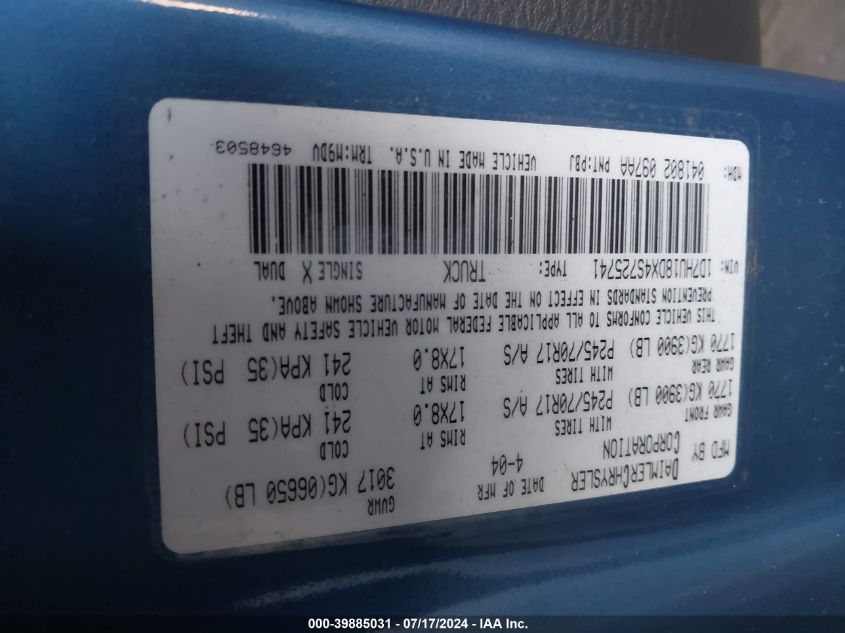 MFD BY DAIMLERCHRYSLER CORPORATION
DATE OF MFR 4-04
GVWR 3017 KG(06650 LB)
GAWR FRONT WITH TIRES RIMS AT COLD
1770 KG(3900 LB) P245/70R17 A/S 17X8.0 241 KPA(35 PSI)
GAWR REAR WITH TIRES RIMS AT COLD
1770 KG(3900 LB) P245/70R17 A/S 17X8.0 241 KPA(35 PSI)
THIS VEHICLE CONFORMS TO ALL APPLICABLE FEDERAL MOTOR VEHICLE SAFETY AND THEFT
PREVENTION STANDARDS IN EFFECT ON THE DATE OF MANUFACTURE SHOWN ABOVE.
VIN: 1D7HU18DX4S725741 TYPE: TRUCK SINGLE X DUAL
MDH: 041802 097AA PNT:PBJ VEHICLE MADE IN U.S.A. TRM:M9DV 4648503
000-39885031 - 07/17/2024 - IAA Inc.